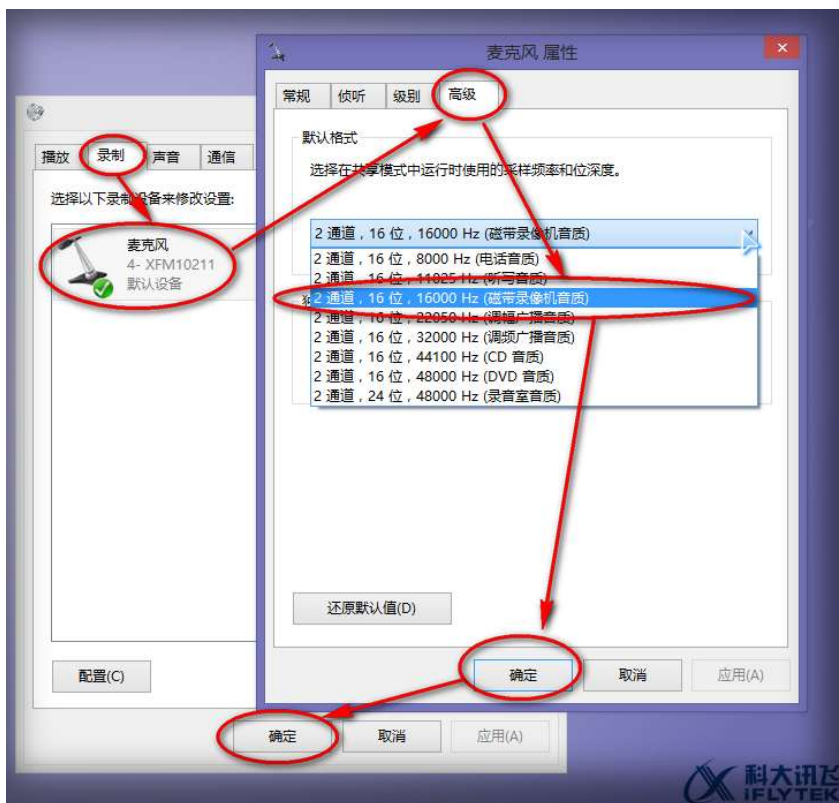 麦克风 属性
常规 侦听 级别 高级
默认格式
选择在共享模式中运行时使用的采样频率和位深度。
2 通道，16 位，16000 Hz (磁带录像机音质)
2 通道，16 位，8000 Hz (电话音质)
2 通道，16 位，11025 Hz (听写音质)
2 通道，16 位，16000 Hz (磁带录像机音质)
2 通道，16 位，22050 Hz (调幅广播音质)
2 通道，16 位，32000 Hz (调频广播音质)
2 通道，16 位，44100 Hz (CD 音质)
2 通道，16 位，48000 Hz (DVD 音质)
2 通道，24 位，48000 Hz (录音室音质)
还原默认值(D)
确定 取消 应用(A)
播放 录制 声音 通信
选择以下录制设备来修改设置:
麦克风
4- XFM10211
默认设备
配置(C)
确定 取消 应用(A)
科大讯飞
iFLYTEK